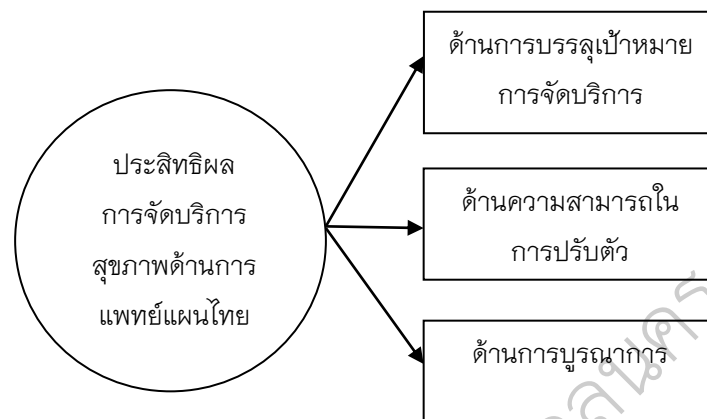 ด้านการบรรลุเป้าหมาย
การจัดบริการ
ประสิทธิผล
การจัดบริการ
สุขภาพด้านการ
แพทย์แผนไทย
ด้านความสามารถใน
การปรับตัว
ด้านการบูรณาการ